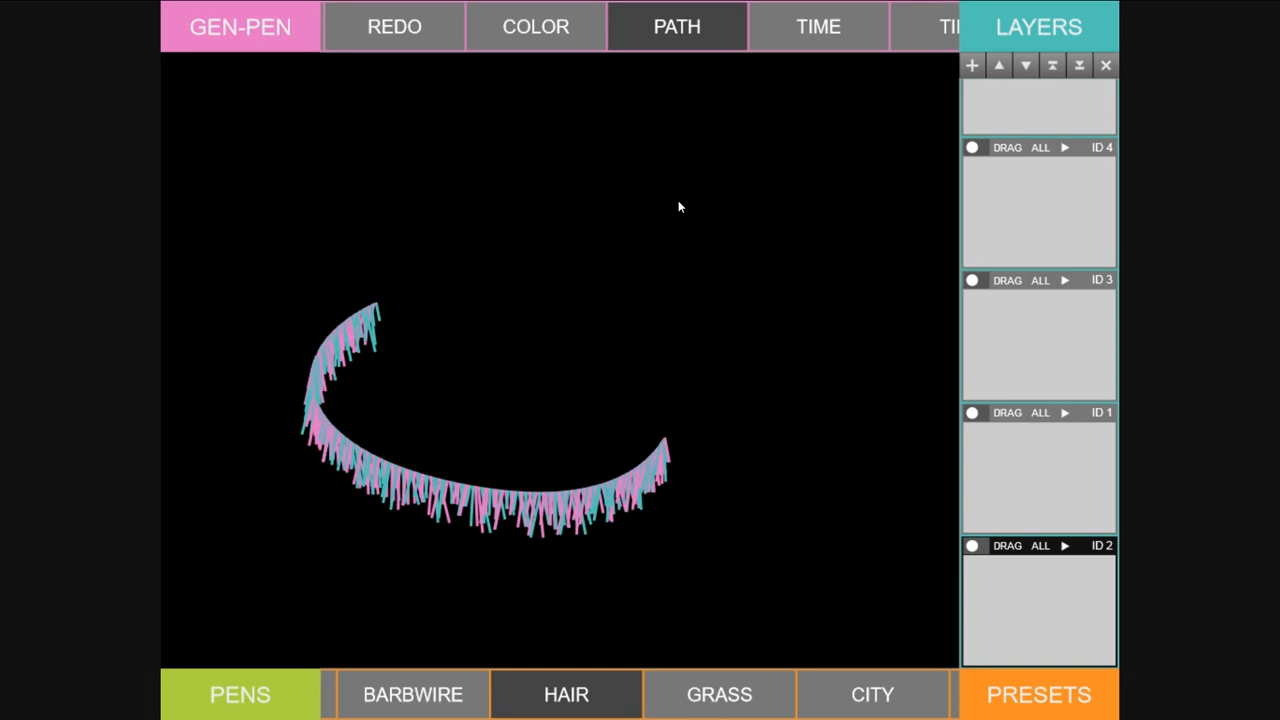 GEN-PEN REDO COLOR PATH TIME TI LAYERS
DRAG ALL ID 4
DRAG ALL ID 3
DRAG ALL ID 1
DRAG ALL ID 2
PENS BARBWIRE HAIR GRASS CITY PRESETS